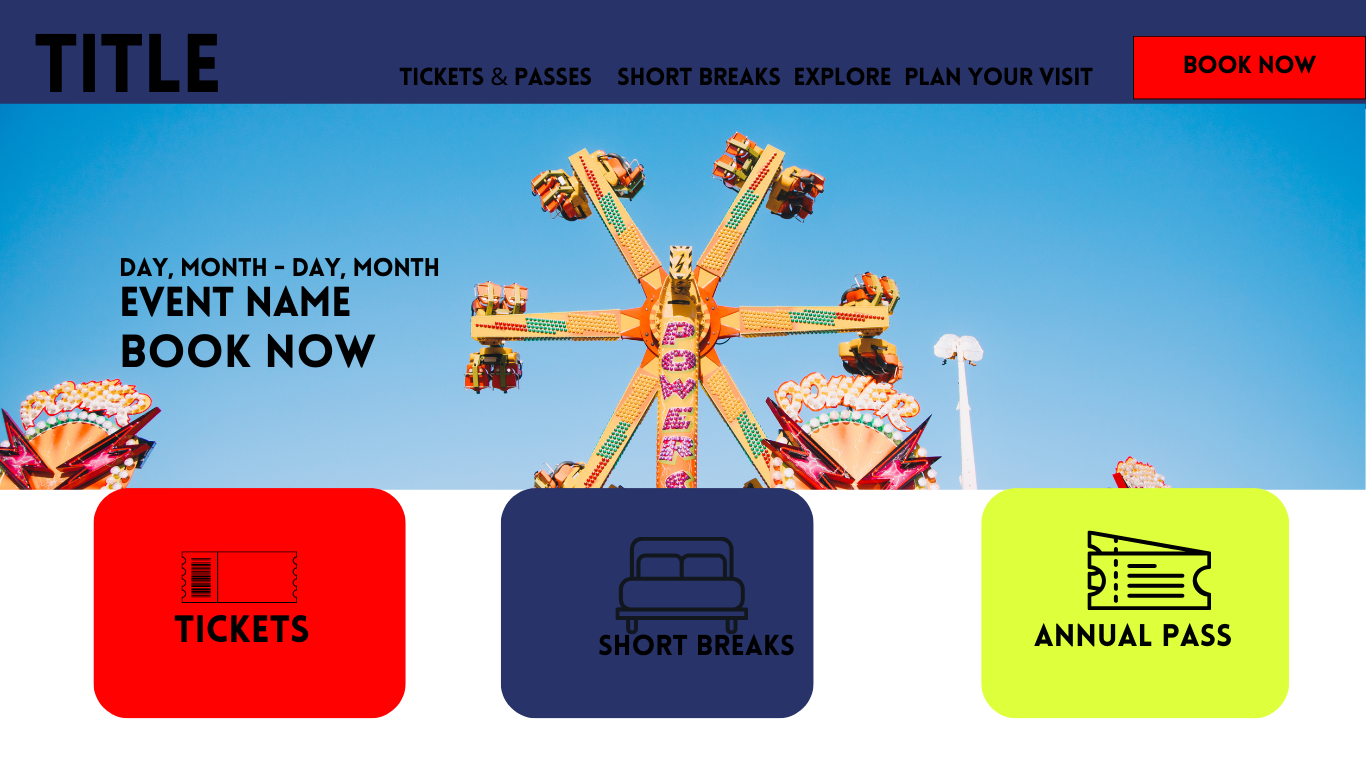 TITLE
TICKETS & PASSES SHORT BREAKS EXPLORE PLAN YOUR VISIT
BOOK NOW
DAY, MONTH - DAY, MONTH
EVENT NAME
BOOK NOW
POWER
POWER
TICKETS
SHORT BREAKS
ANNUAL PASS